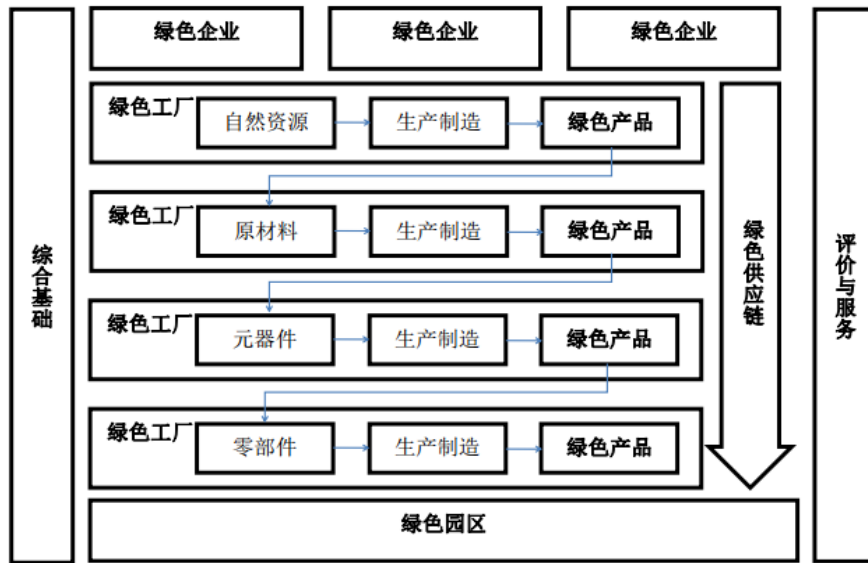 绿色企业
绿色企业
绿色企业
绿色工厂
自然资源
生产制造
绿色产品
绿色工厂
原材料
生产制造
绿色产品
绿色工厂
元器件
生产制造
绿色产品
绿色工厂
零部件
生产制造
绿色产品
综合基础
绿色供应链
评价与服务
绿色园区